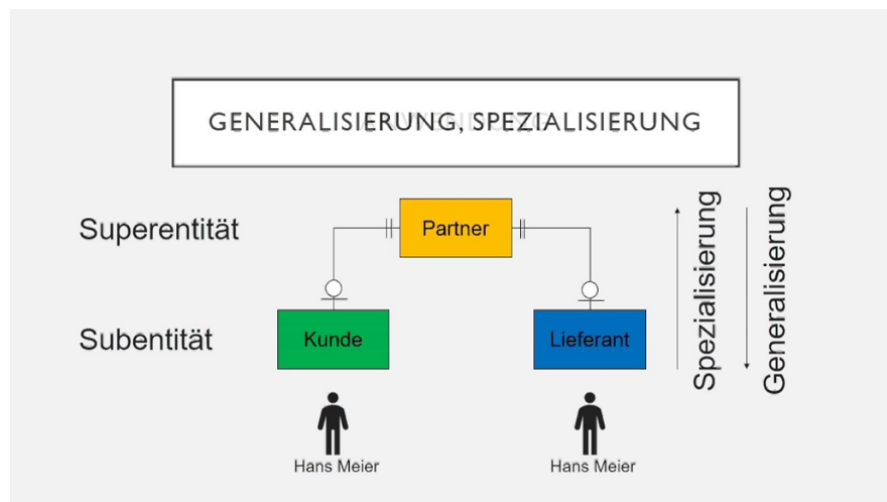 GENERALISIERUNG, SPEZIALISIERUNG
Superentität
Partner
Subentität
Kunde
Lieferant
Spezialisierung
Generalisierung
Hans Meier
Hans Meier